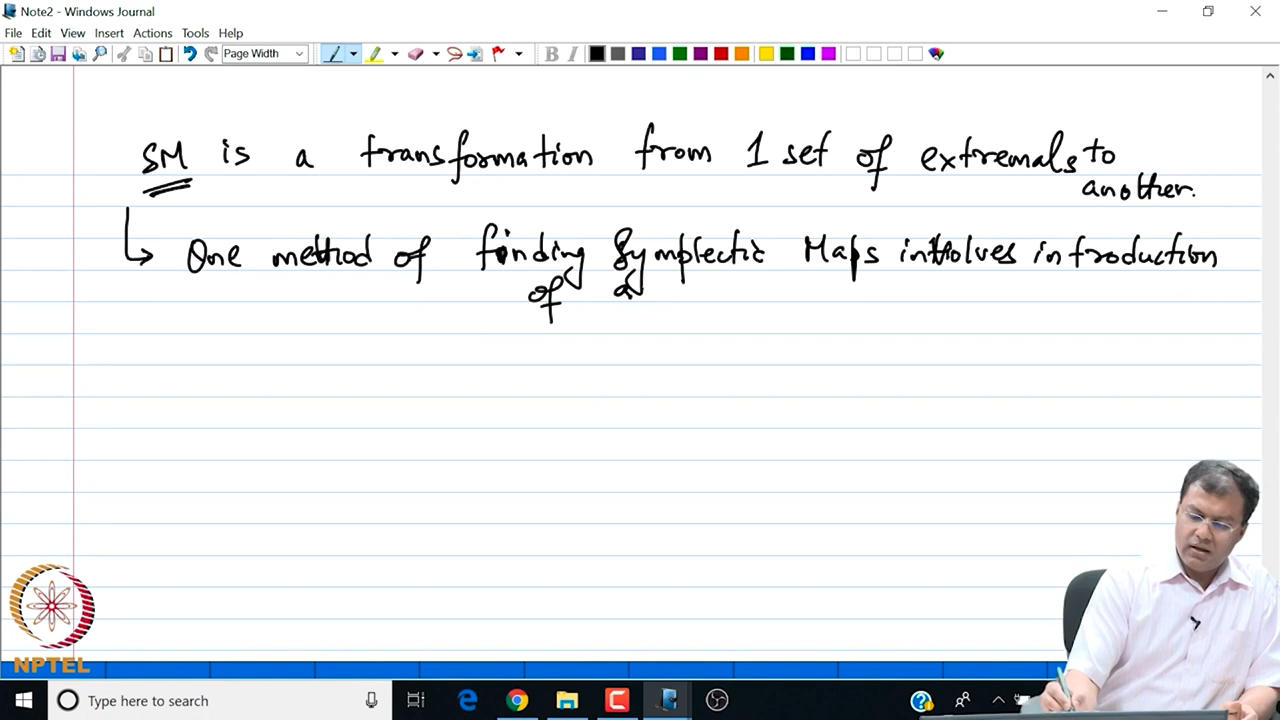 Note2 - Windows Journal
File Edit View Insert Actions Tools Help
Page Width
B I
SM is a transformation from 1 set of extremals to
another.
One method of finding Symplectic Maps involves introduction
of a
NPTEL
Type here to search